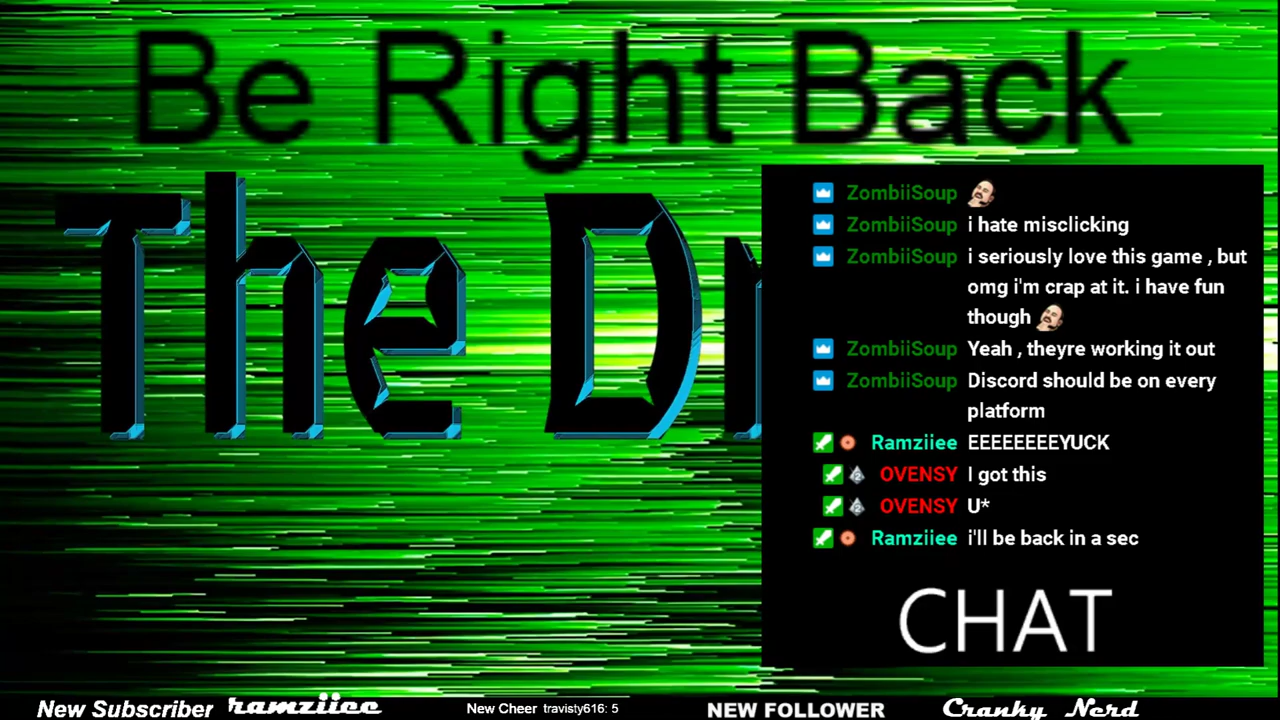 Be Right Back
The D
ZombiiSoup
ZombiiSoup i hate misclicking
ZombiiSoup i seriously love this game , but
omg i'm crap at it. i have fun
though
ZombiiSoup Yeah , theyre working it out
ZombiiSoup Discord should be on every
platform
Ramziiee EEEEEEEEYUCK
OVENSY I got this
OVENSY U*
Ramziiee i'll be back in a sec
CHAT
New Subscriber ramziiee New Cheer travisty616: 5 NEW FOLLOWER Cranky_Nerd